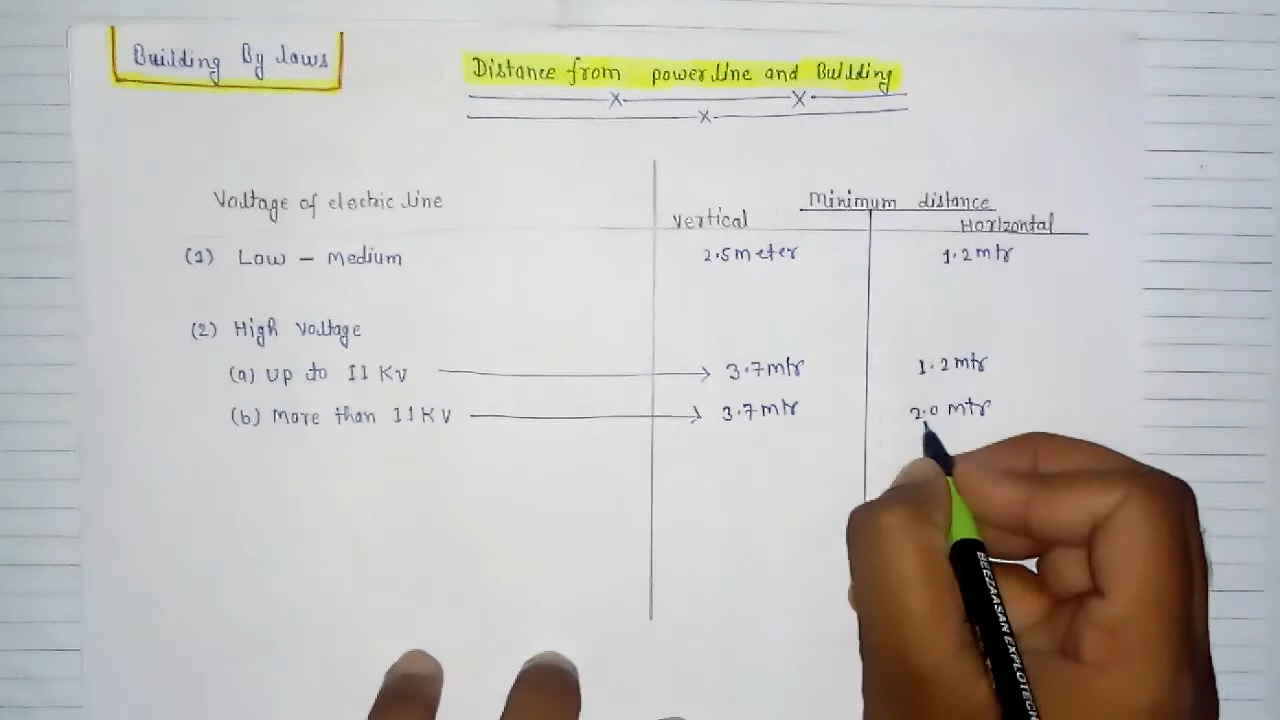 Building By laws
Distance from power line and Building
Voltage of electric line
Minimum distance
Vertical
Horizontal
(1) Low - Medium
2.5 meter
1.2 mtr
(2) High Voltage
(a) Up to 11 Kv
3.7 mtr
1.2 mtr
(b) More than 11 KV
3.7 mtr
2.0 mtr
BEEZAASAN EXPLOTECH